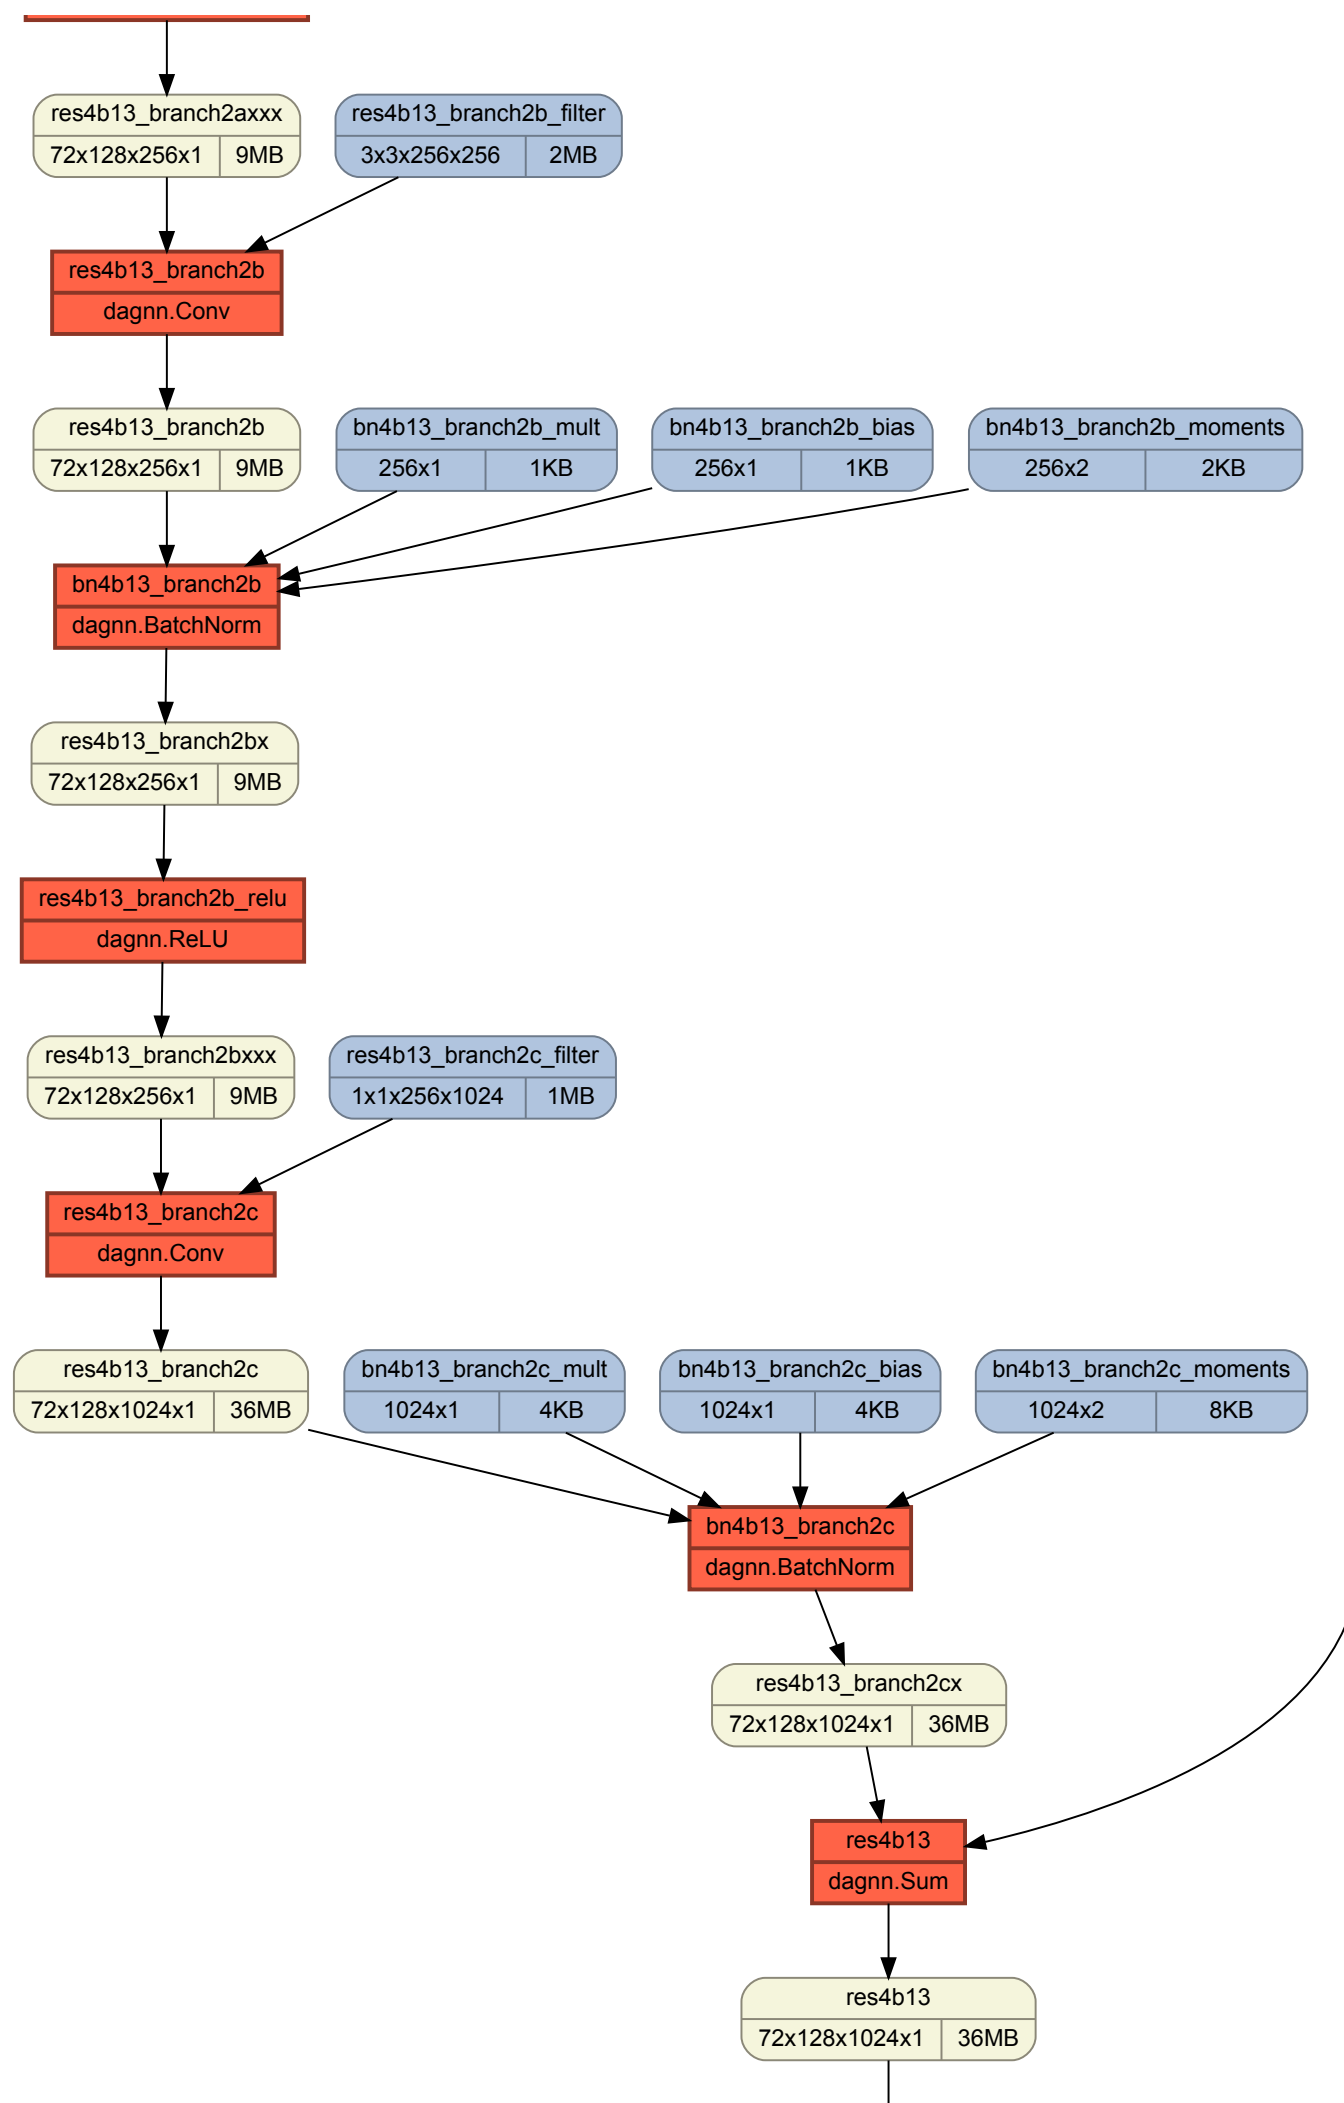 res4b13_branch2axxx
72x128x256x1 9MB
res4b13_branch2b_filter
3x3x256x256 2MB
res4b13_branch2b
dagnn.Conv
res4b13_branch2b
72x128x256x1 9MB
bn4b13_branch2b_mult
256x1 1KB
bn4b13_branch2b_bias
256x1 1KB
bn4b13_branch2b_moments
256x2 2KB
bn4b13_branch2b
dagnn.BatchNorm
res4b13_branch2bx
72x128x256x1 9MB
res4b13_branch2b_relu
dagnn.ReLU
res4b13_branch2bxxx
72x128x256x1 9MB
res4b13_branch2c_filter
1x1x256x1024 1MB
res4b13_branch2c
dagnn.Conv
res4b13_branch2c
72x128x1024x1 36MB
bn4b13_branch2c_mult
1024x1 4KB
bn4b13_branch2c_bias
1024x1 4KB
bn4b13_branch2c_moments
1024x2 8KB
bn4b13_branch2c
dagnn.BatchNorm
res4b13_branch2cx
72x128x1024x1 36MB
res4b13
dagnn.Sum
res4b13
72x128x1024x1 36MB